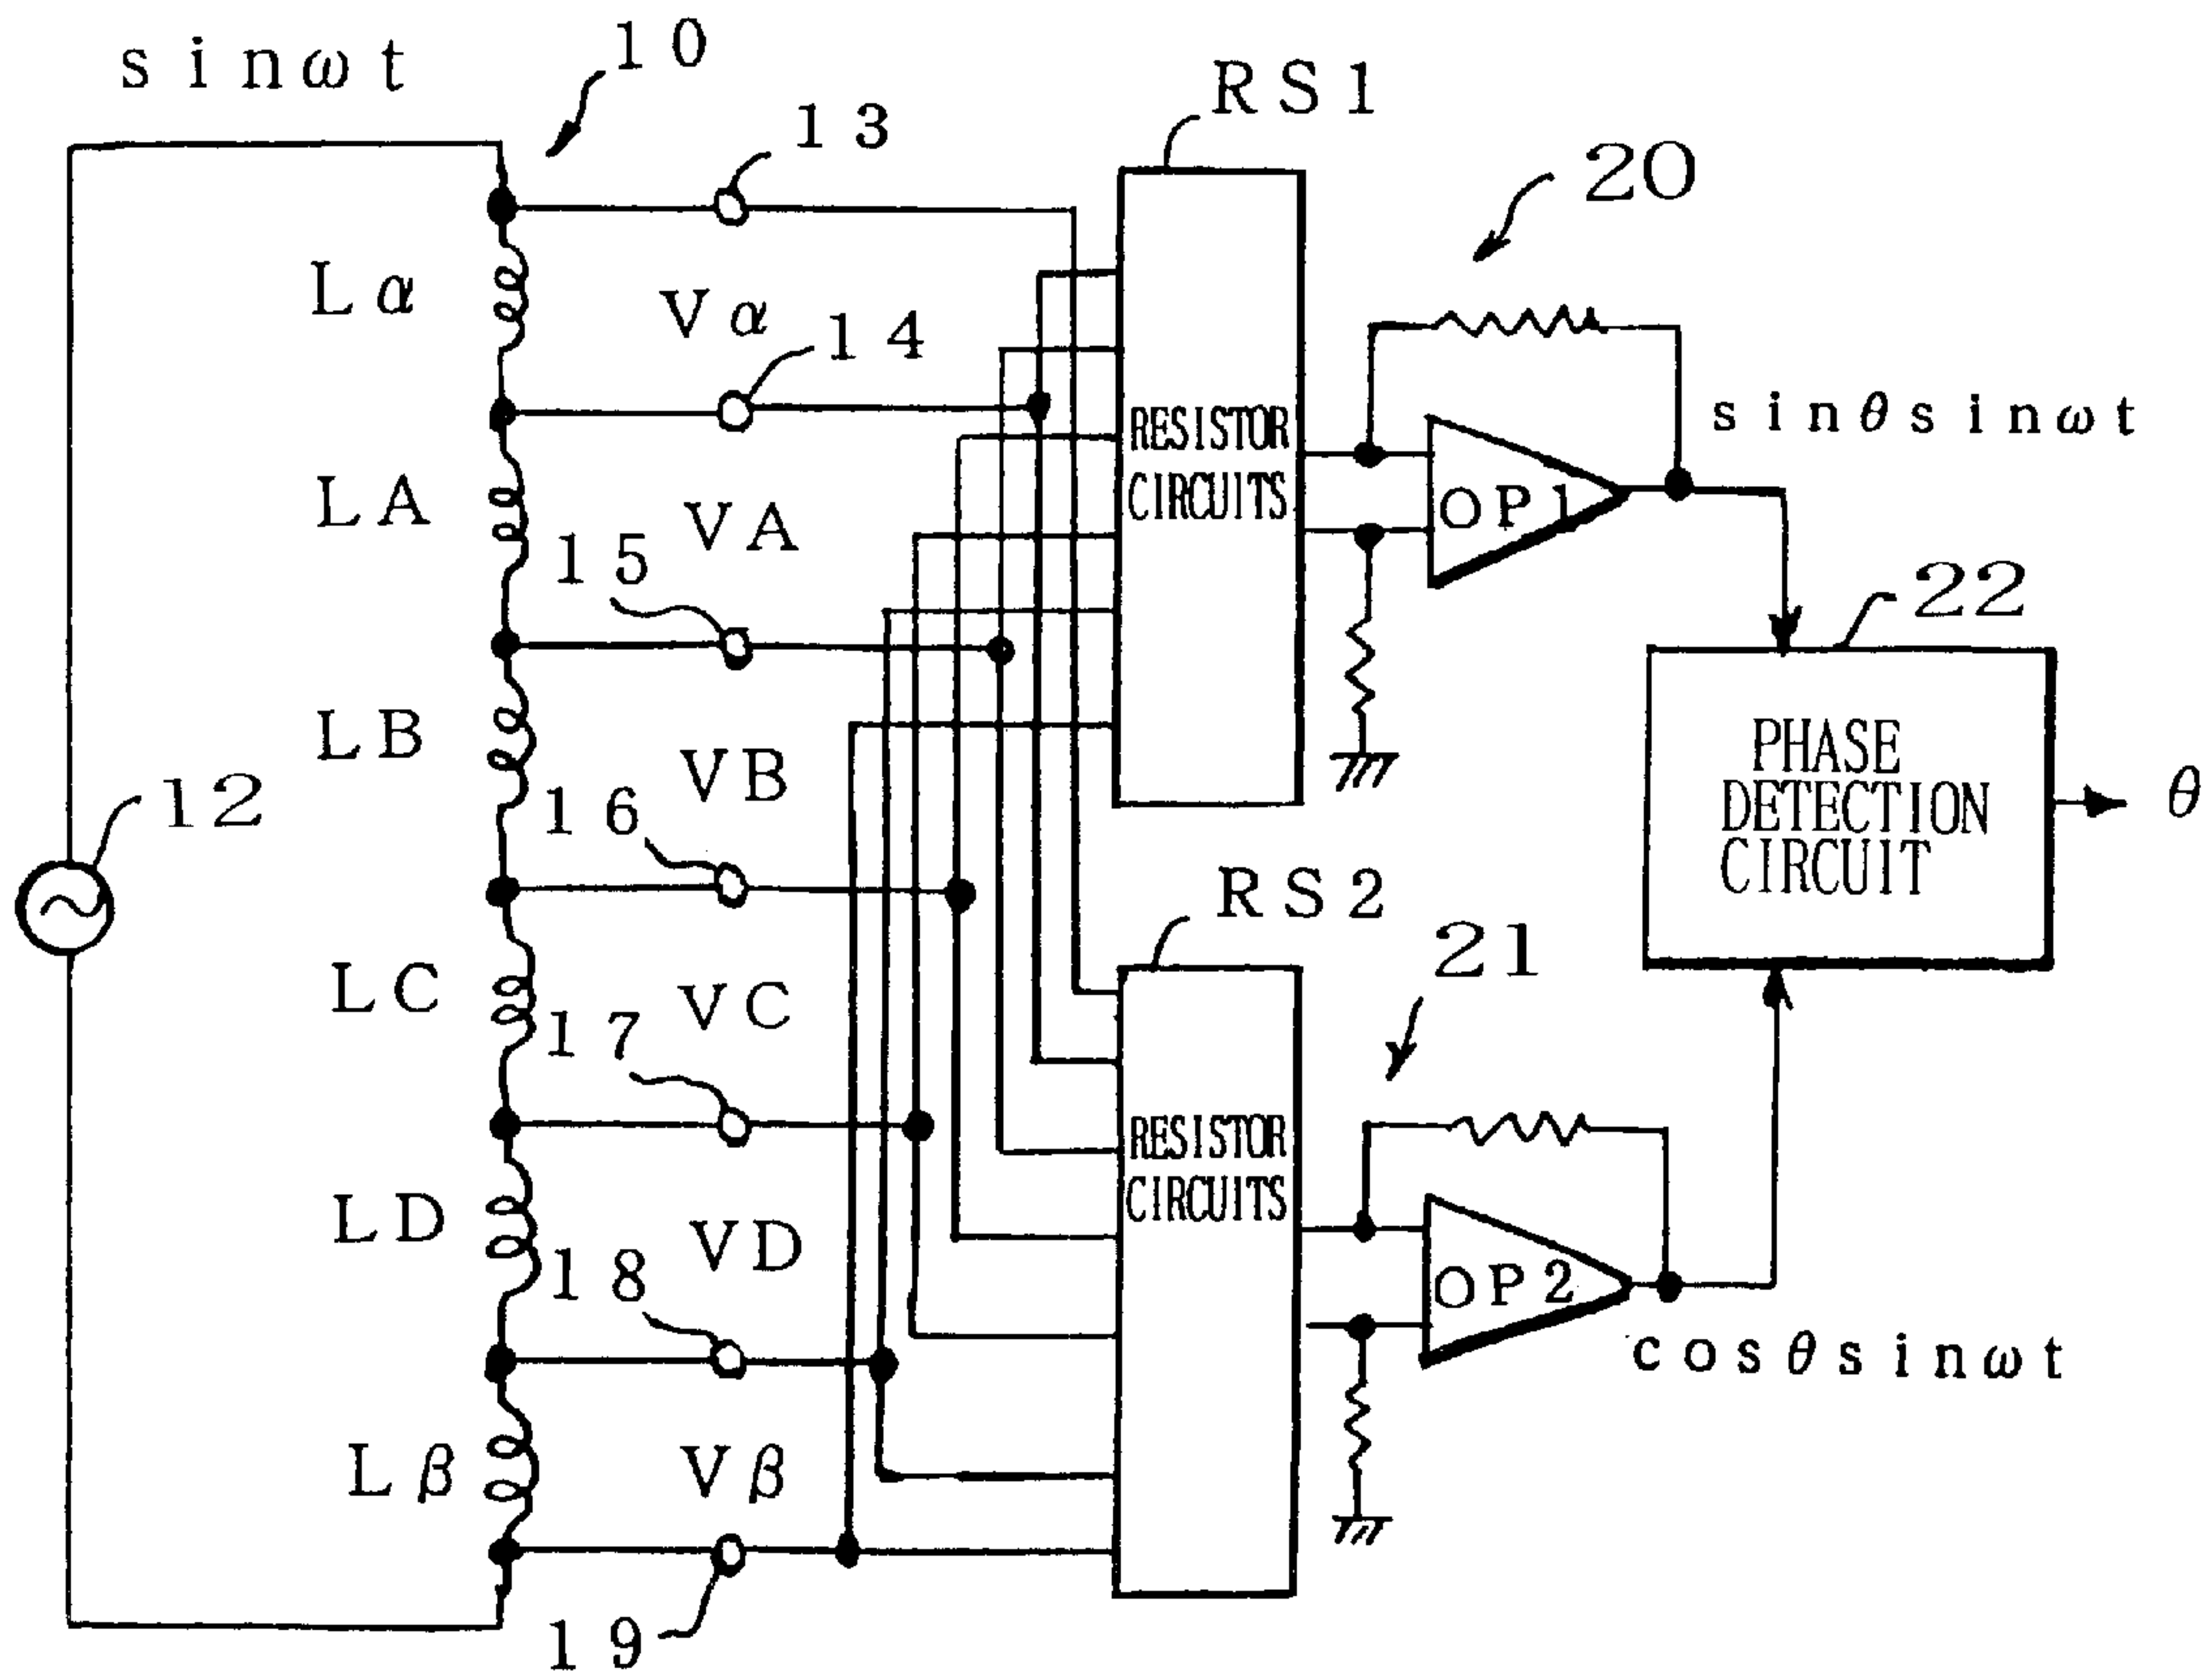 sinωt
10
13
RS1
20
Lα
Vα
14
sinθsinωt
RESISTOR
CIRCUITS
LA
VA
OP1
15
22
LB
VB
PHASE
DETECTION
CIRCUIT
θ
12
16
RS2
21
LC
VC
17
RESISTOR
CIRCUITS
LD
VD
18
OP2
cosθsinωt
Lβ
Vβ
19